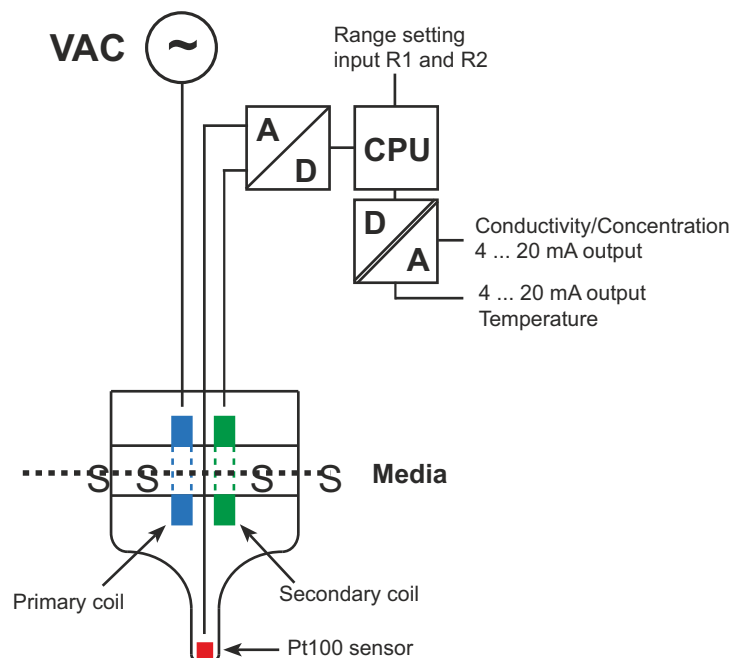 VAC
~
Range setting
input R1 and R2
A
D
CPU
D
A
Conductivity/Concentration
4 ... 20 mA output
4 ... 20 mA output
Temperature
S S S S
Media
Primary coil
Secondary coil
Pt100 sensor